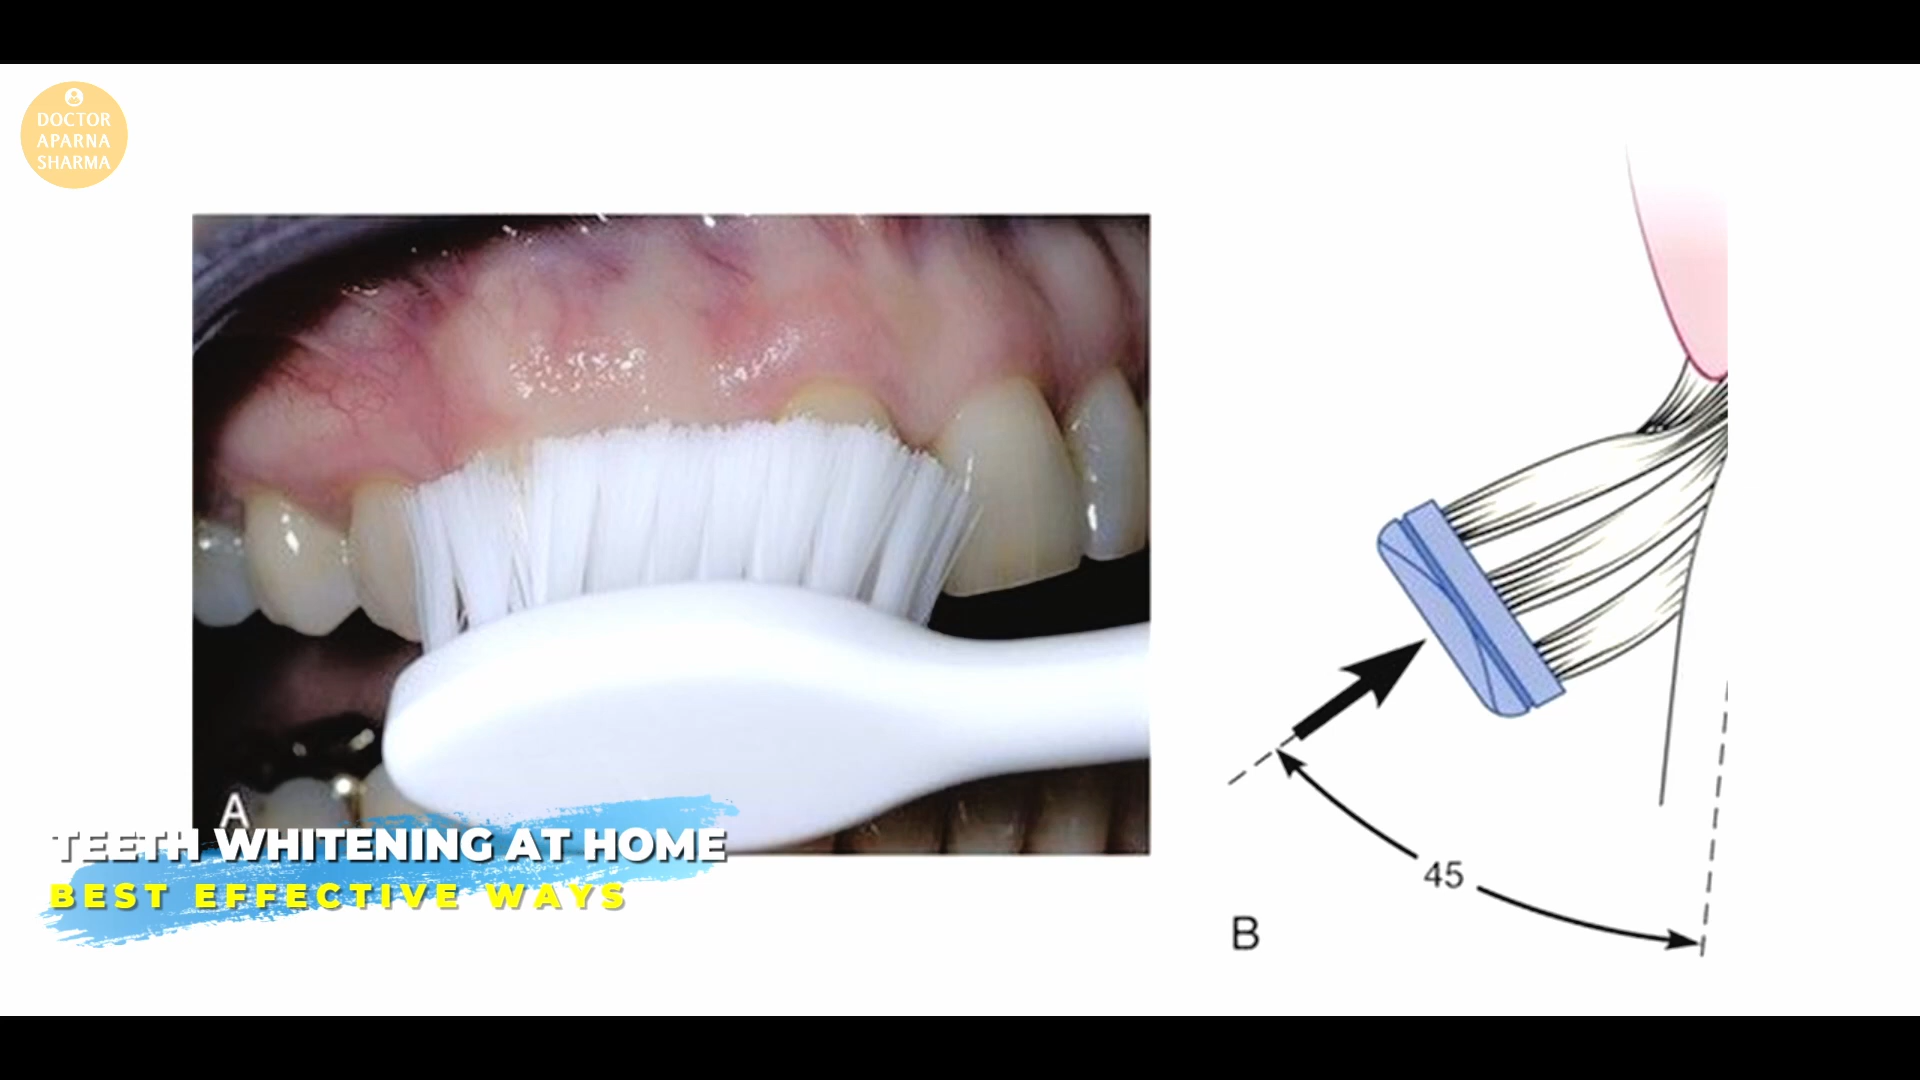 DOCTOR
APARNA
SHARMA
A
TEETH WHITENING AT HOME
BEST EFFECTIVE WAYS
45
B